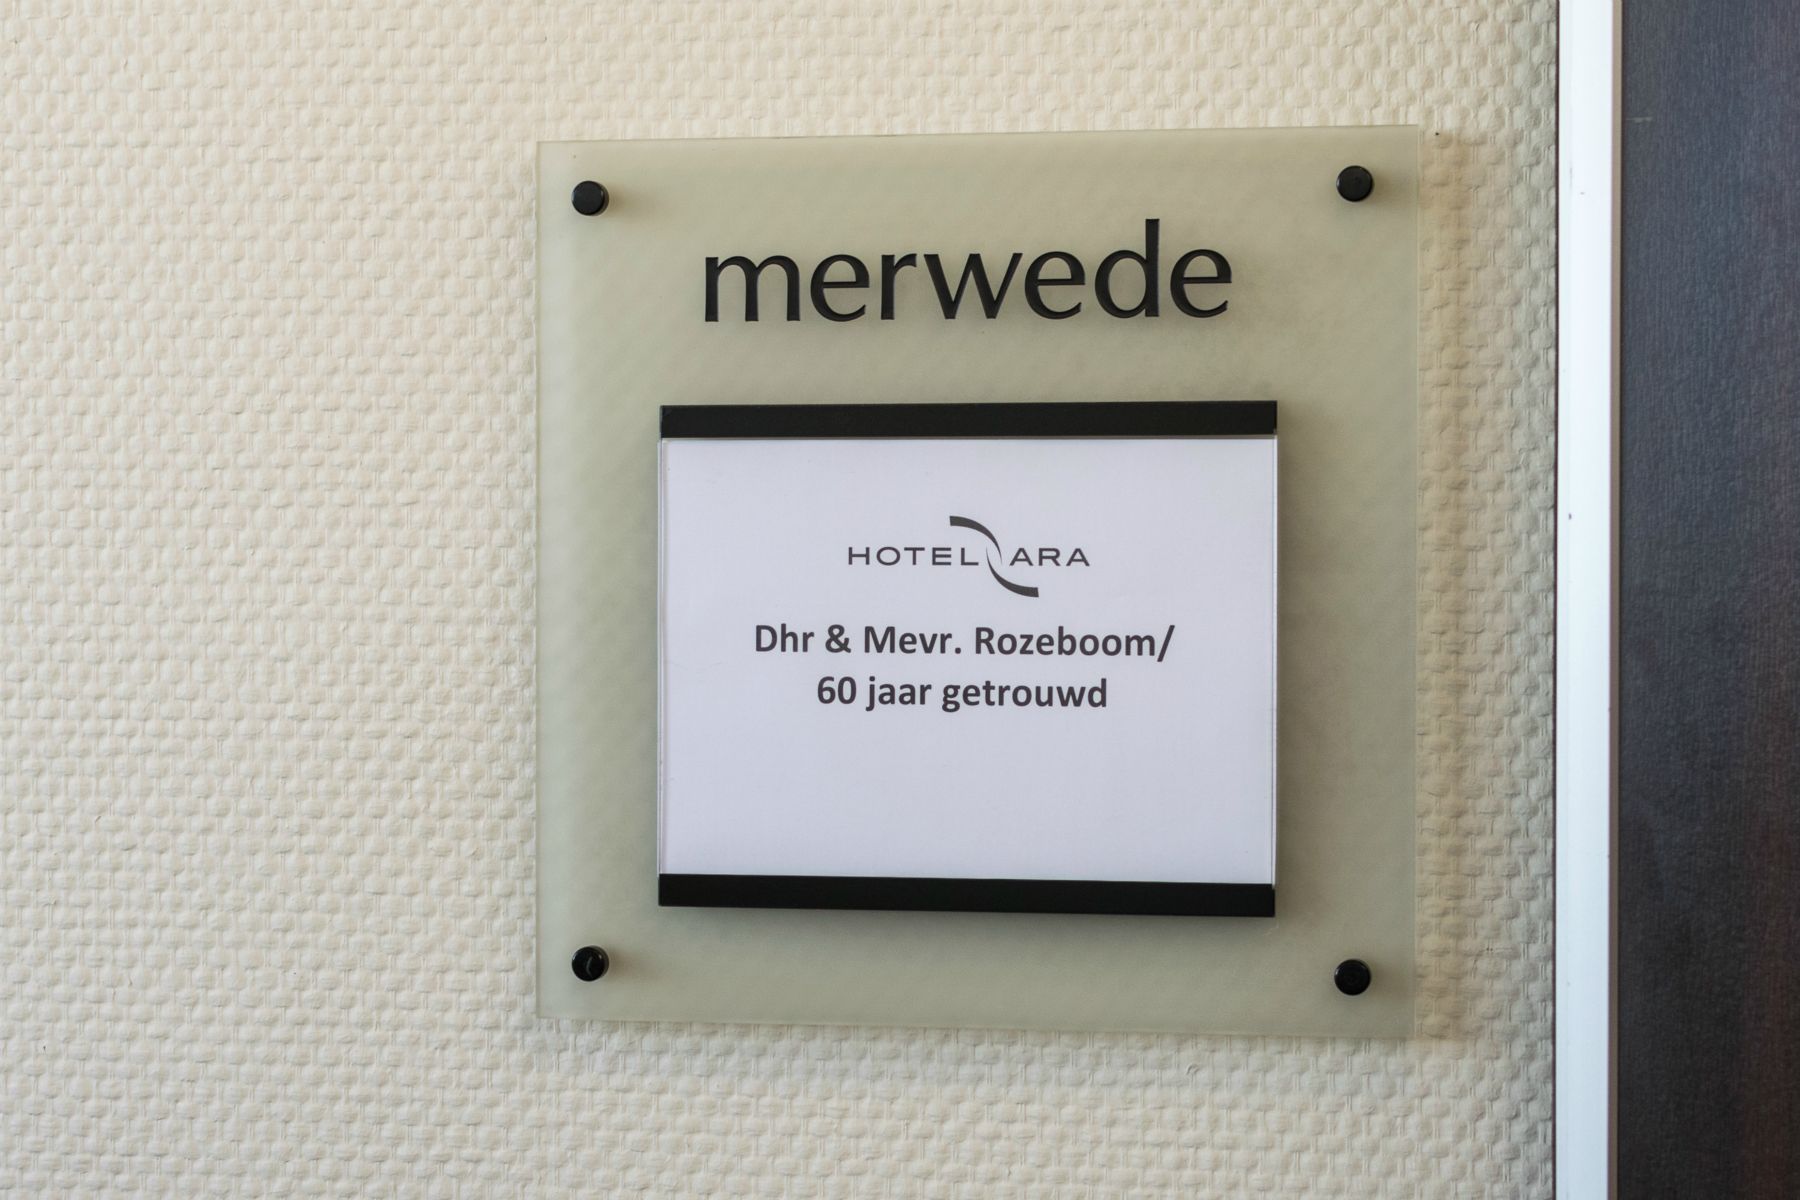 merwede
HOTEL ARA
Dhr & Mevr. Rozeboom/
60 jaar getrouwd